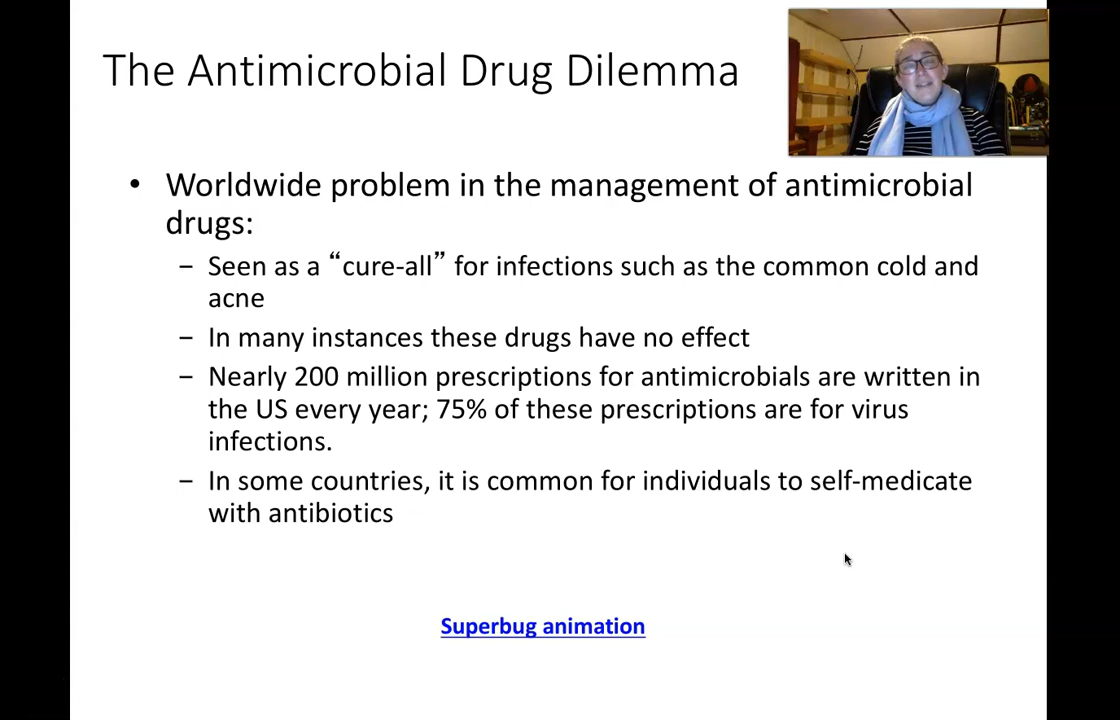 The Antimicrobial Drug Dilemma
• Worldwide problem in the management of antimicrobial
drugs:
– Seen as a “cure-all” for infections such as the common cold and
acne
– In many instances these drugs have no effect
– Nearly 200 million prescriptions for antimicrobials are written in
the US every year; 75% of these prescriptions are for virus
infections.
– In some countries, it is common for individuals to self-medicate
with antibiotics
Superbug animation